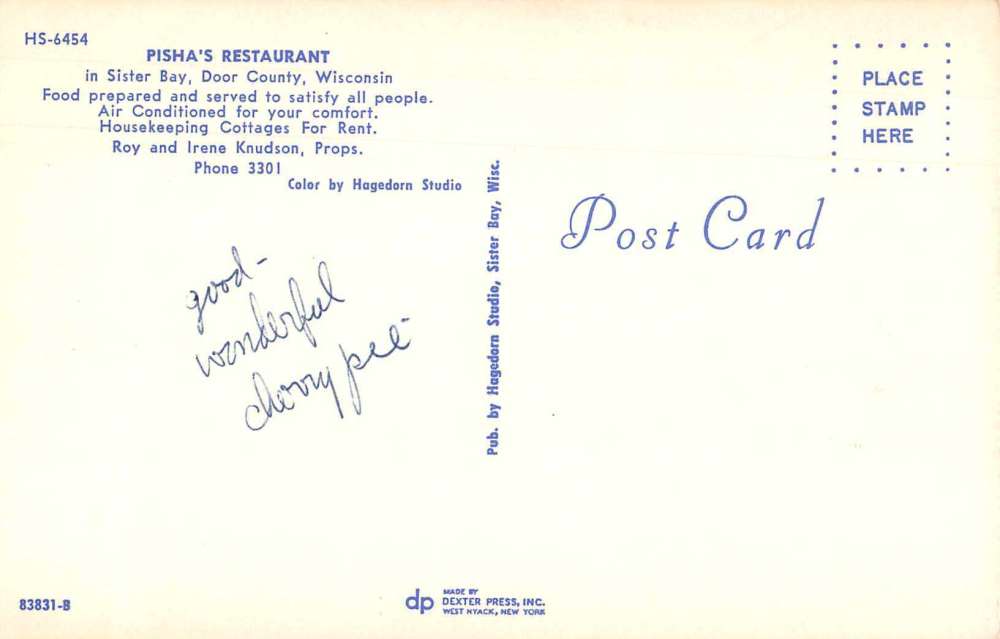 HS-6454
PISHA'S RESTAURANT
in Sister Bay, Door County, Wisconsin
Food prepared and served to satisfy all people.
Air Conditioned for your comfort.
Housekeeping Cottages For Rent.
Roy and Irene Knudson, Props.
Phone 3301
Color by Hagedorn Studio
good-
wonderful
cherry pie
Pub. by Hagedorn Studio, Sister Bay, Wisc.
PLACE
STAMP
HERE
Post Card
83831-B
dp
MADE BY
DEXTER PRESS, INC.
WEST NYACK, NEW YORK